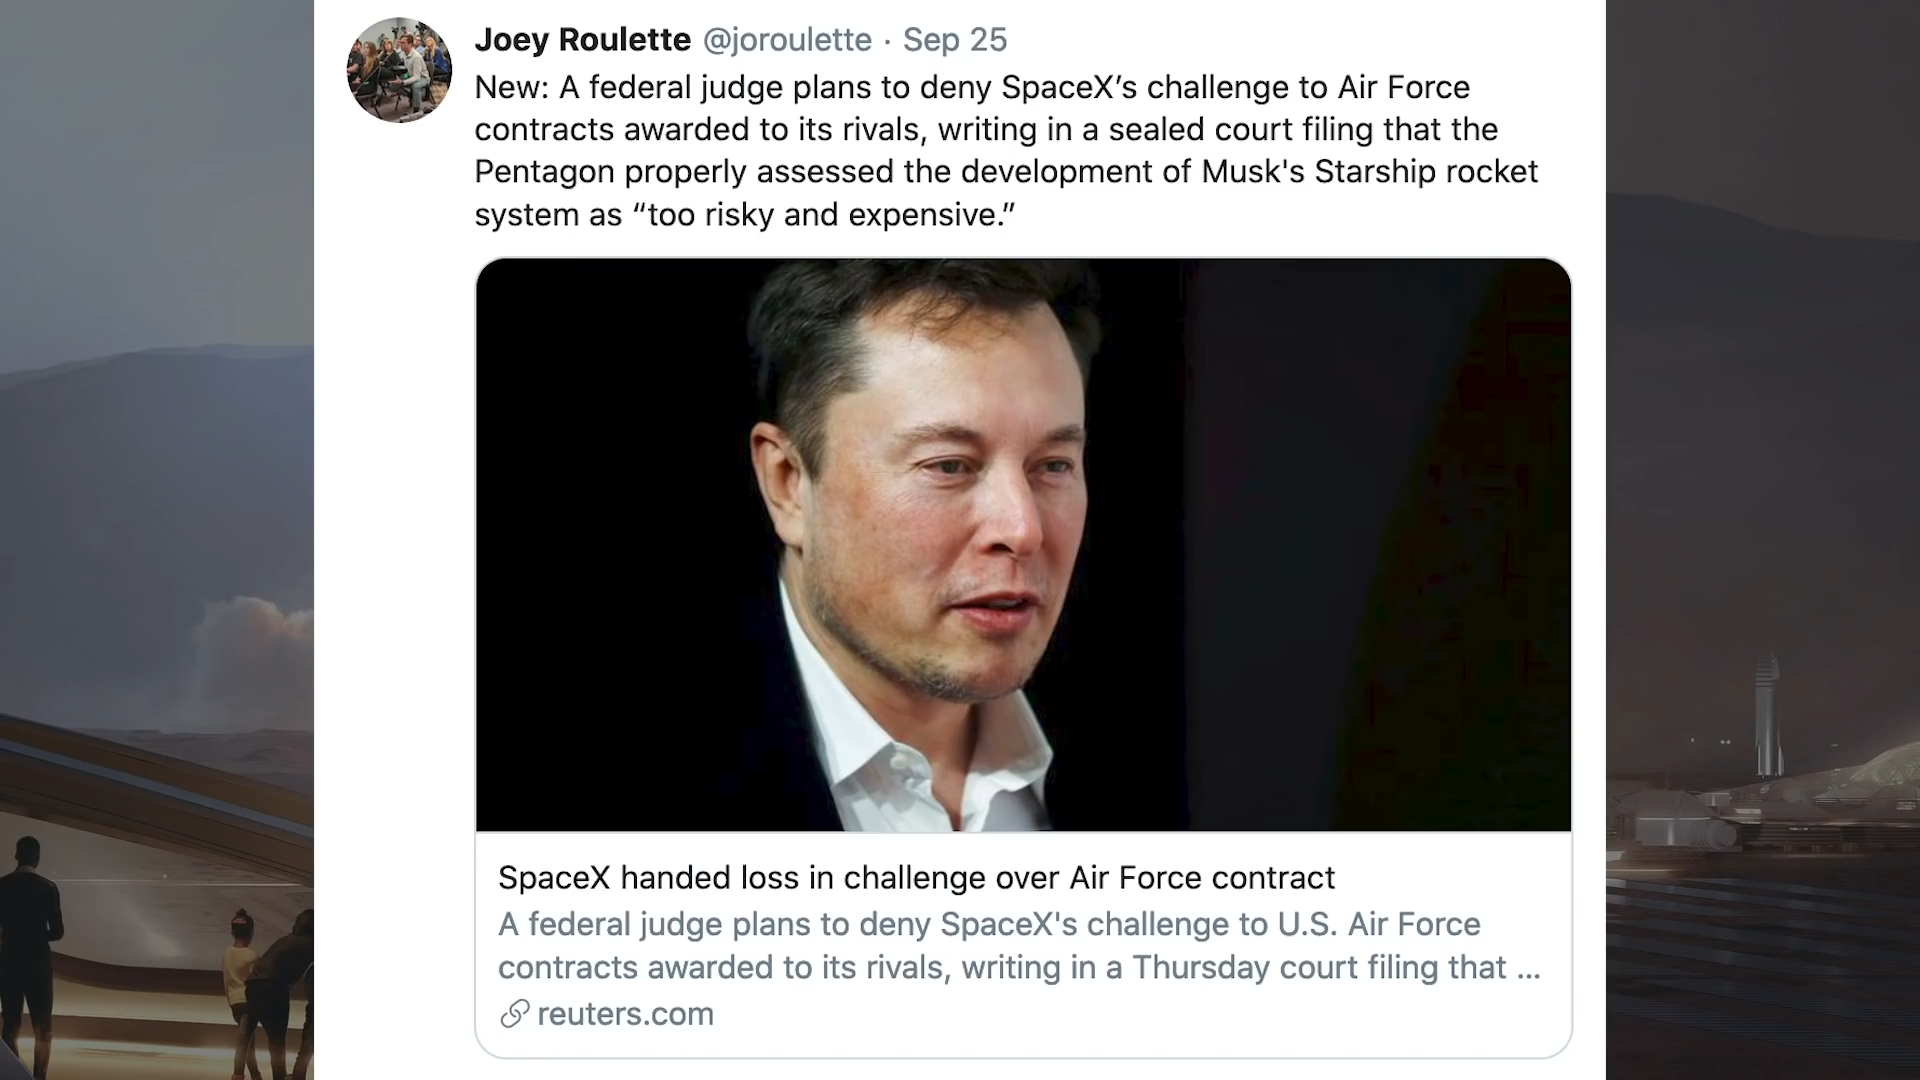 Joey Roulette @joroulette · Sep 25
New: A federal judge plans to deny SpaceX’s challenge to Air Force
contracts awarded to its rivals, writing in a sealed court filing that the
Pentagon properly assessed the development of Musk's Starship rocket
system as “too risky and expensive.”
SpaceX handed loss in challenge over Air Force contract
A federal judge plans to deny SpaceX's challenge to U.S. Air Force
contracts awarded to its rivals, writing in a Thursday court filing that ...
reuters.com